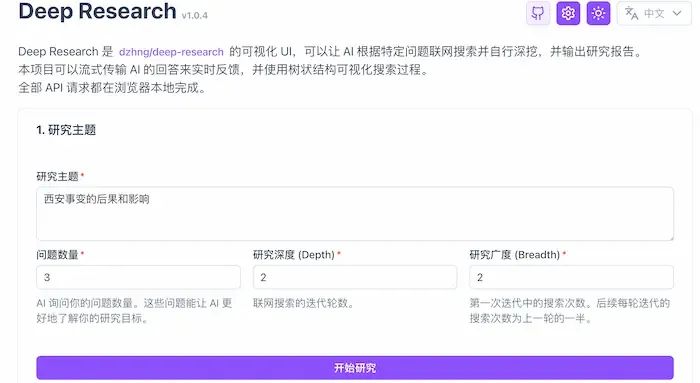 Deep Research v1.0.4
中文
Deep Research 是 dzhng/deep-research 的可视化 UI，可以让 AI 根据特定问题联网搜索并自行深挖，并输出研究报告。
本项目可以流式传输 AI 的回答来实时反馈，并使用树状结构可视化搜索过程。
全部 API 请求都在浏览器本地完成。
1. 研究主题
研究主题*
西安事变的后果和影响
问题数量* 研究深度 (Depth)* 研究广度 (Breadth)*
3 2 2
AI 询问你的问题数量。这些问题能让 AI 更
好地了解你的研究目标。
联网搜索的迭代轮数。
第一次迭代中的搜索次数。后续每轮迭代的
搜索次数为上一轮的一半。
开始研究